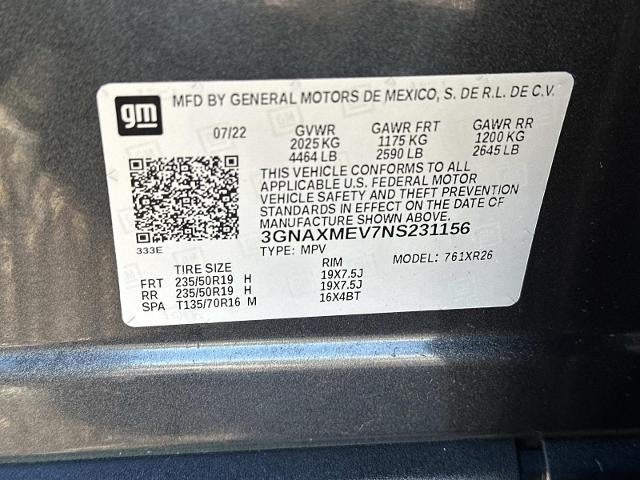 gm MFD BY GENERAL MOTORS DE MEXICO, S. DE R.L. DE C.V.
07/22 GVWR GAWR FRT GAWR RR
2025 KG 1175 KG 1200 KG
4464 LB 2590 LB 2645 LB
THIS VEHICLE CONFORMS TO ALL
APPLICABLE U.S. FEDERAL MOTOR
VEHICLE SAFETY AND THEFT PREVENTION
STANDARDS IN EFFECT ON THE DATE OF
MANUFACTURE SHOWN ABOVE.
3GNAXMEV7NS231156
333E TYPE: MPV MODEL: 761XR26
TIRE SIZE RIM
FRT 235/50R19 H 19X7.5J
RR 235/50R19 H 19X7.5J
SPA T135/70R16 M 16X4BT